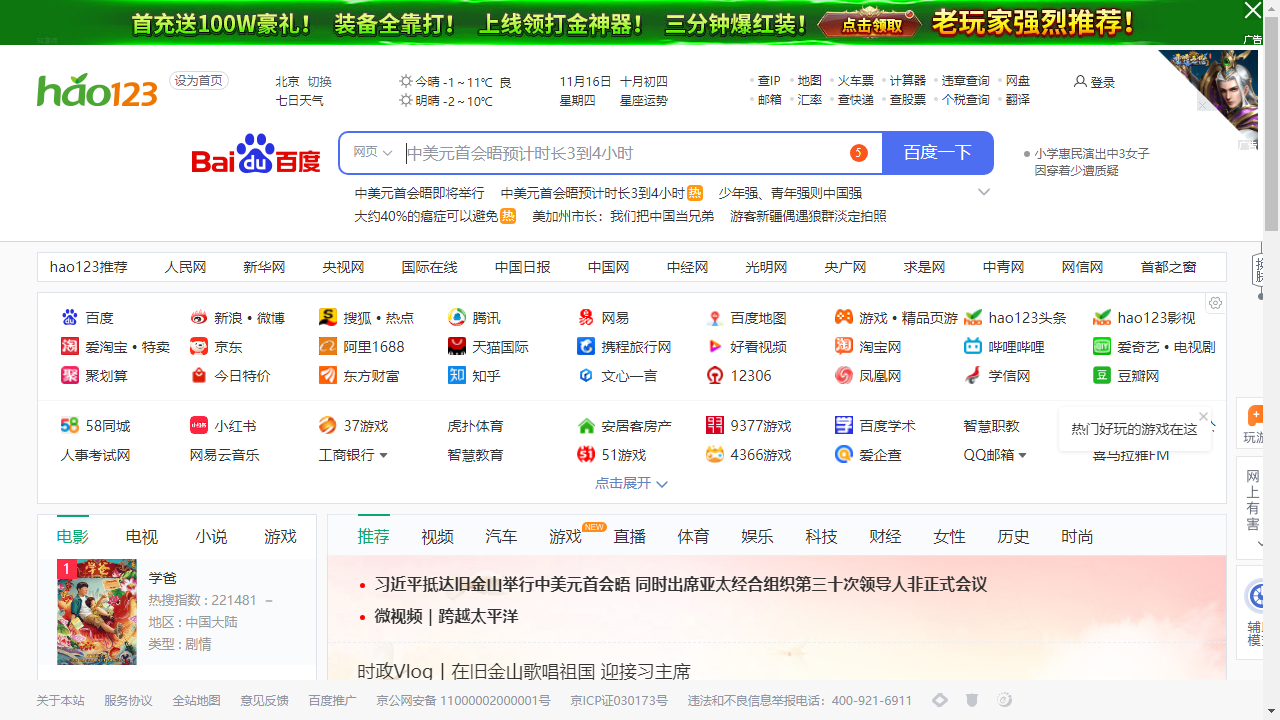 首充送100W豪礼! 装备全靠打! 上线领打金神器! 三分钟爆红装! 点击领取 老玩家强烈推荐!
广告
hao123 设为首页
北京 切换 今晴 -1 ~ 11℃ 良 11月16日 十月初四 查IP 地图 火车票 计算器 违章查询 网盘 登录
七日天气 明晴 -2 ~ 10℃ 星期四 星座运势 邮箱 汇率 查快递 查股票 个税查询 翻译
广告
Bai du 百度 网页 中美元首会晤预计时长3到4小时 5 百度一下
小学惠民演出中3女子
因穿着少遭质疑
中美元首会晤即将举行 中美元首会晤预计时长3到4小时 热 少年强、青年强则中国强
大约40%的癌症可以避免 热 美加州市长：我们把中国当兄弟 游客新疆偶遇狼群淡定拍照
hao123推荐 人民网 新华网 央视网 国际在线 中国日报 中国网 中经网 光明网 央广网 求是网 中青网 网信网 首都之窗
换肤
百度 新浪 • 微博 搜狐 • 热点 腾讯 网易 百度地图 游戏 • 精品页游 hao123头条 hao123影视
爱淘宝 • 特卖 京东 阿里1688 天猫国际 携程旅行网 好看视频 淘宝网 哔哩哔哩 爱奇艺 • 电视剧
聚划算 今日特价 东方财富 知乎 文心一言 12306 凤凰网 学信网 豆瓣网
58同城 小红书 37游戏 虎扑体育 安居客房产 9377游戏 百度学术 智慧职教
人事考试网 网易云音乐 工商银行 智慧教育 51游戏 4366游戏 爱企查 QQ邮箱 喜马拉雅FM
热门好玩的游戏在这
玩游
点击展开
网上有害
电影 电视 小说 游戏
推荐 视频 汽车 游戏 NEW 直播 体育 娱乐 科技 财经 女性 历史 时尚
1 学爸
热搜指数 : 221481 –
地区 : 中国大陆
类型 : 剧情
习近平抵达旧金山举行中美元首会晤 同时出席亚太经合组织第三十次领导人非正式会议
微视频 | 跨越太平洋
时政Vlog丨在旧金山歌唱祖国 迎接习主席
辅
模
关于本站 服务协议 全站地图 意见反馈 百度推广 京公网安备 11000002000001号 京ICP证030173号 违法和不良信息举报电话：400-921-6911